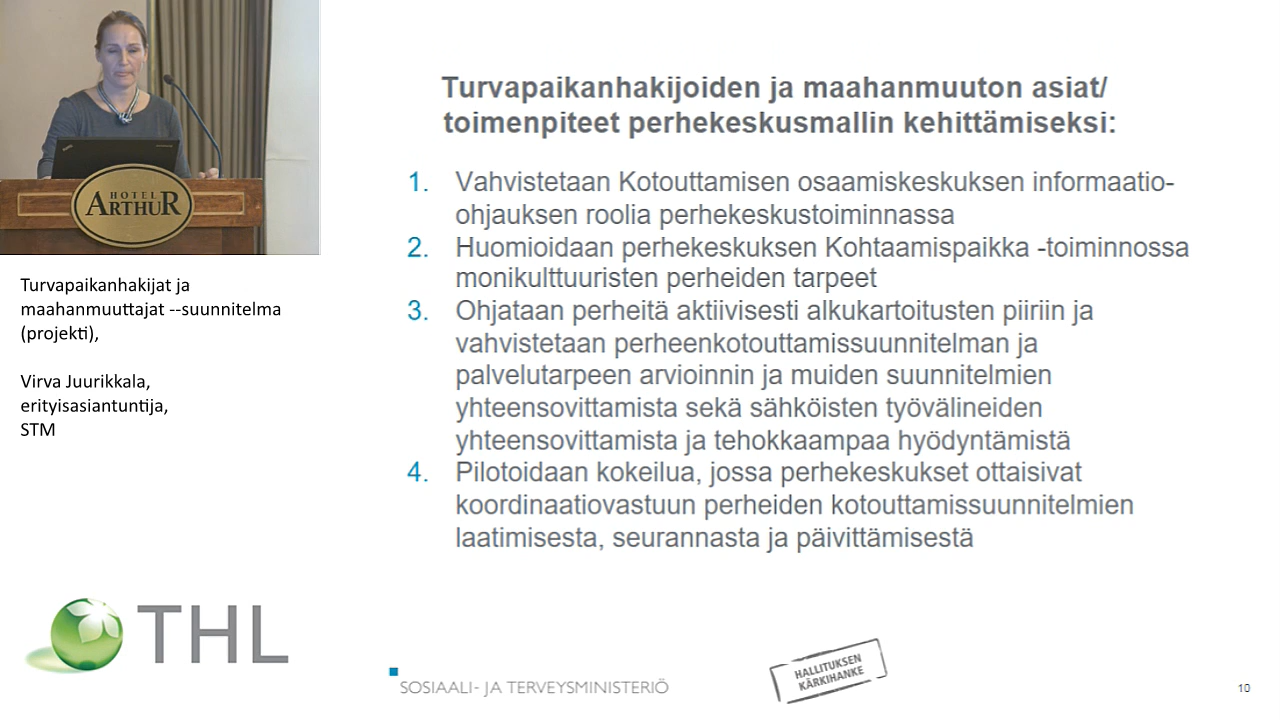 HOTEL
ARTHUR
Turvapaikanhakijat ja
maahanmuuttajat --suunnitelma
(projekti),
Virva Juurikkala,
erityisasiantuntija,
STM
THL
Turvapaikanhakijoiden ja maahanmuuton asiat/
toimenpiteet perhekeskusmallin kehittämiseksi:
1. Vahvistetaan Kotouttamisen osaamiskeskuksen informaatio-
ohjauksen roolia perhekeskustoiminnassa
2. Huomioidaan perhekeskuksen Kohtaamispaikka -toiminnossa
monikulttuuristen perheiden tarpeet
3. Ohjataan perheitä aktiivisesti alkukartoitusten piiriin ja
vahvistetaan perheenkotouttamissuunnitelman ja
palvelutarpeen arvioinnin ja muiden suunnitelmien
yhteensovittamista sekä sähköisten työvälineiden
yhteensovittamista ja tehokkaampaa hyödyntämistä
4. Pilotoidaan kokeilua, jossa perhekeskukset ottaisivat
koordinaatiovastuun perheiden kotouttamissuunnitelmien
laatimisesta, seurannasta ja päivittämisestä
SOSIAALI- JA TERVEYSMINISTERIÖ
HALLITUKSEN
KÄRKIHANKE
10